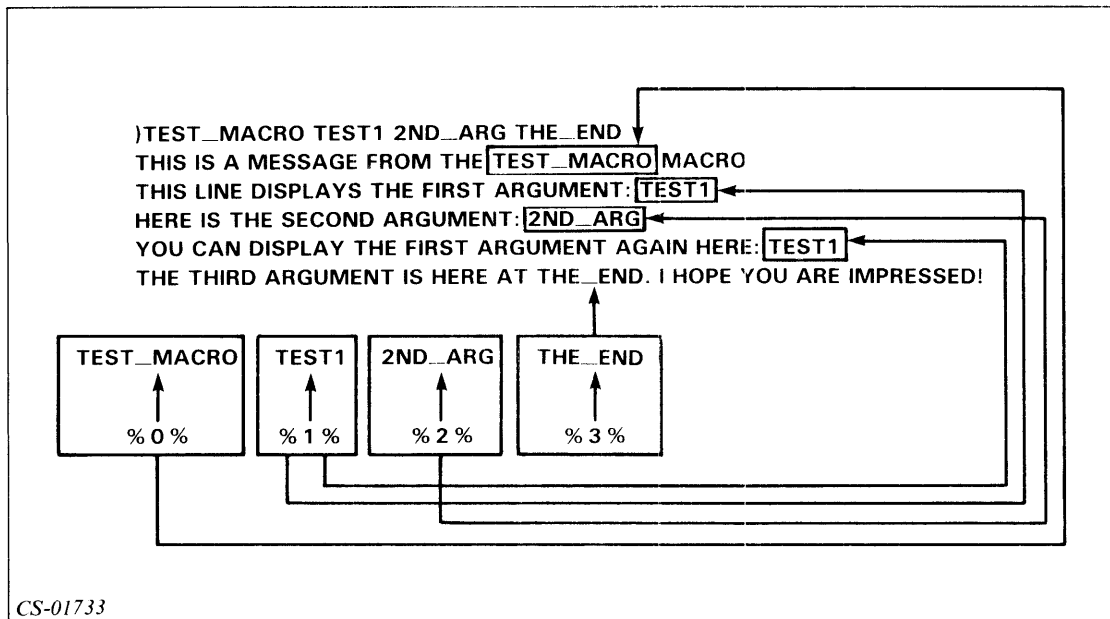 )TEST_MACRO TEST1 2ND_ARG THE_END
THIS IS A MESSAGE FROM THE TEST_MACRO MACRO
THIS LINE DISPLAYS THE FIRST ARGUMENT: TEST1
HERE IS THE SECOND ARGUMENT: 2ND_ARG
YOU CAN DISPLAY THE FIRST ARGUMENT AGAIN HERE: TEST1
THE THIRD ARGUMENT IS HERE AT THE_END. I HOPE YOU ARE IMPRESSED!
TEST_MACRO TEST1 2ND_ARG THE_END
%0% %1% %2% %3%
CS-01733